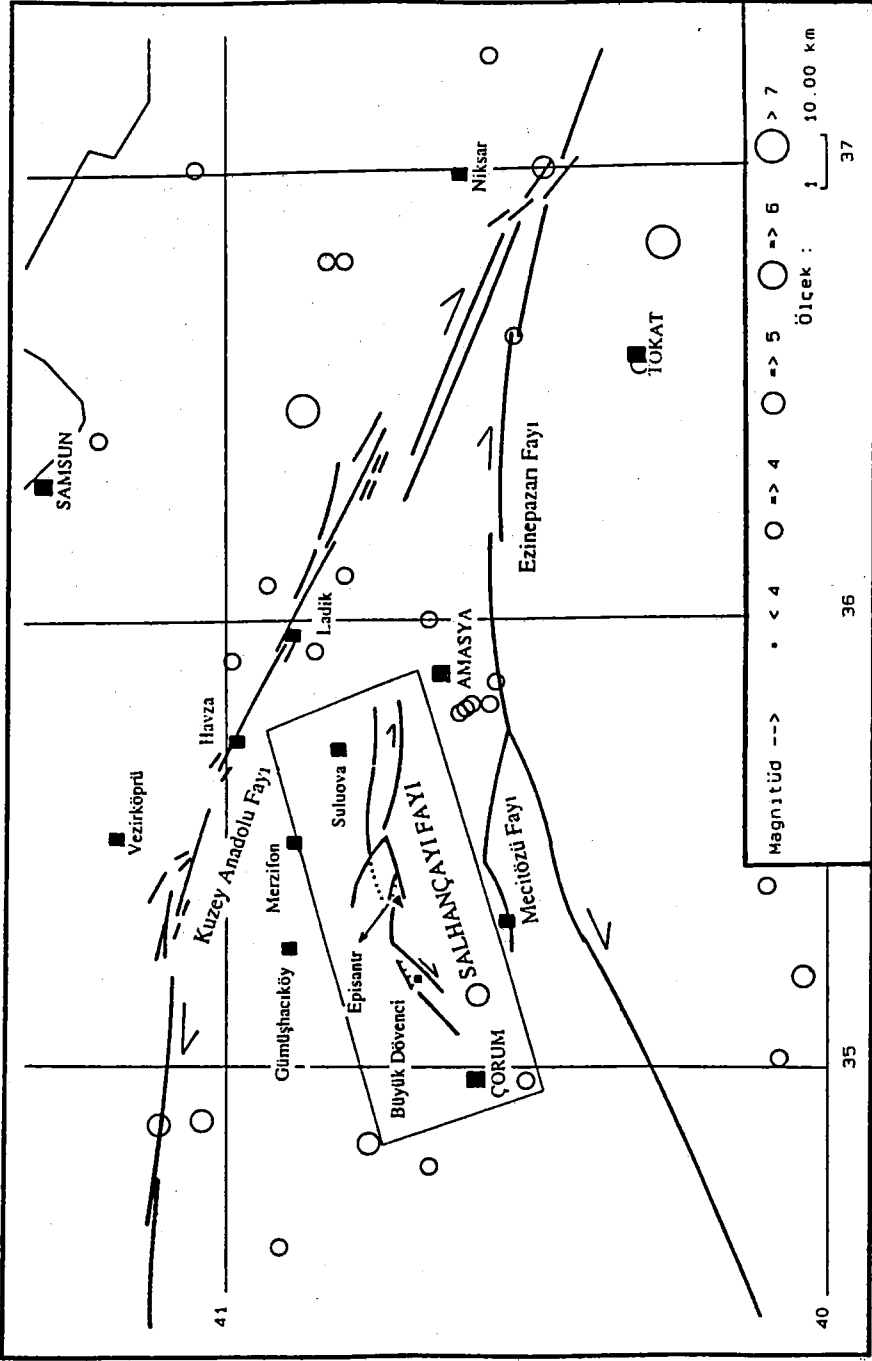 SAMSUN
Vezirköprü
Havza
Ladik
Kuzey Anadolu Fayı
Gümüşhacıköy
Merzifon
Suluova
Episantr
Büyük Dövenci
SALHANÇAYI FAYI
ÇORUM
AMASYA
Niksar
TOKAT
Ezinepazarı Fayı
Mecitözü Fayı
41
40
35
36
37
Magnitüd --> • < 4 => 4 => 5 => 6 > 7
Ölçek :
1 10.00 km